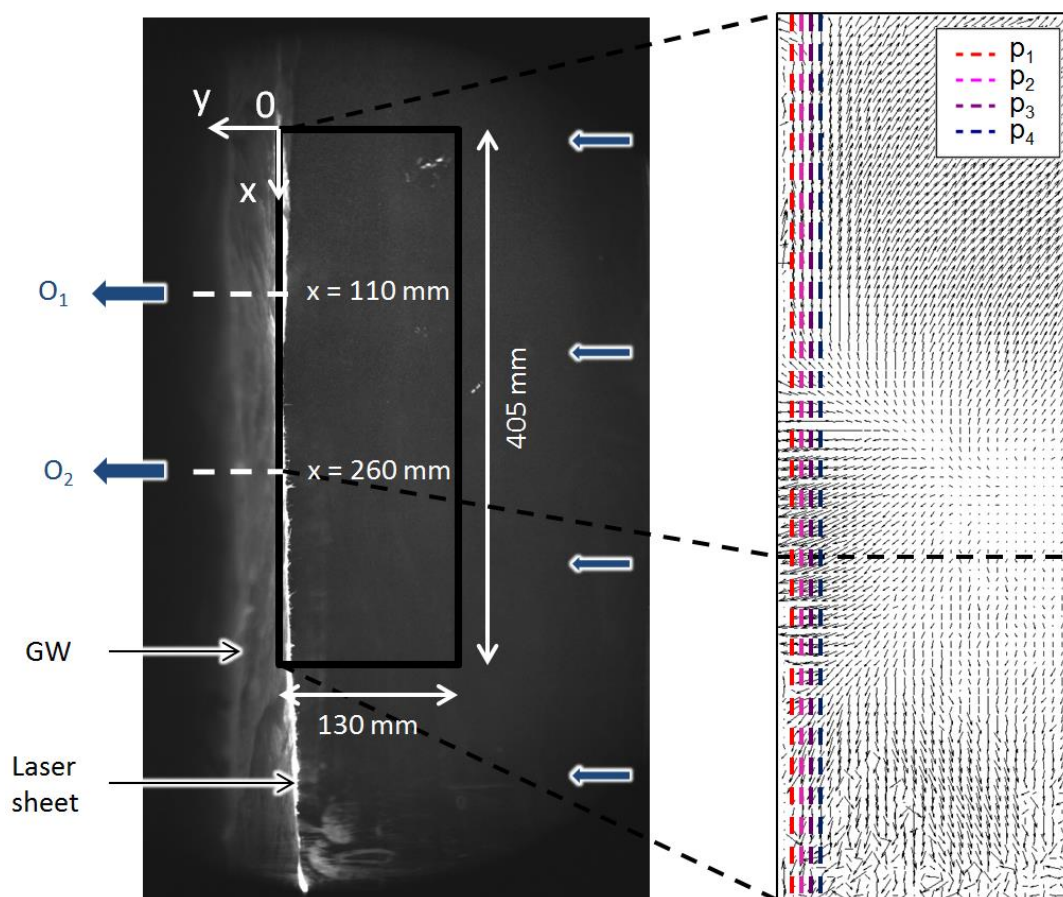 y
0
x
O₁
x = 110 mm
405 mm
O₂
x = 260 mm
GW
130 mm
Laser
sheet
p₁
p₂
p₃
p₄